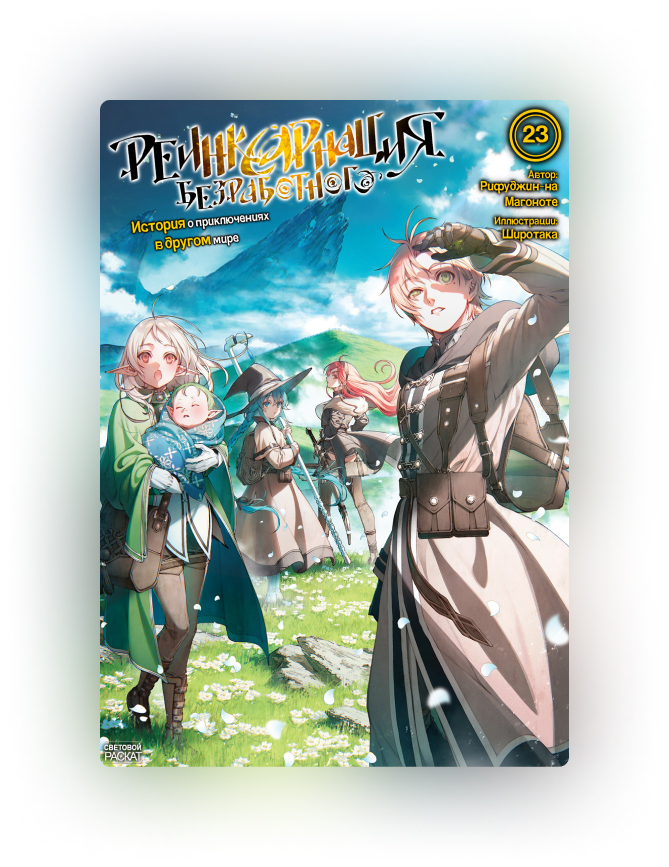 РЕИНКАРНАЦИЯ
БЕЗРАБОТНОГО
История о приключениях
в другом мире
23
Автор:
Рифуджин-на
Магоноте
Иллюстрации:
Широтака
СВЕТОВОЙ
РАСКАТ